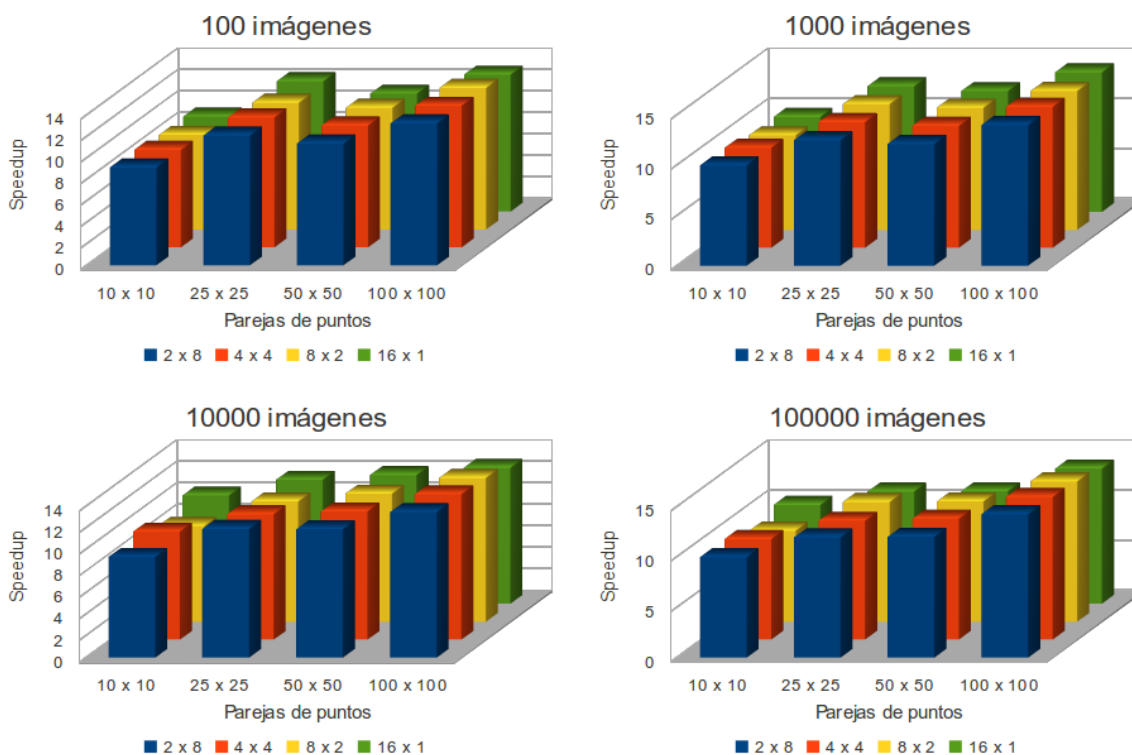 100 imágenes
Speedup
14
12
10
8
6
4
2
0
10 x 10 25 x 25 50 x 50 100 x 100
Parejas de puntos
2 x 8 4 x 4 8 x 2 16 x 1
1000 imágenes
Speedup
15
10
5
0
10 x 10 25 x 25 50 x 50 100 x 100
Parejas de puntos
2 x 8 4 x 4 8 x 2 16 x 1
10000 imágenes
Speedup
14
12
10
8
6
4
2
0
10 x 10 25 x 25 50 x 50 100 x 100
Parejas de puntos
2 x 8 4 x 4 8 x 2 16 x 1
100000 imágenes
Speedup
15
10
5
0
10 x 10 25 x 25 50 x 50 100 x 100
Parejas de puntos
2 x 8 4 x 4 8 x 2 16 x 1